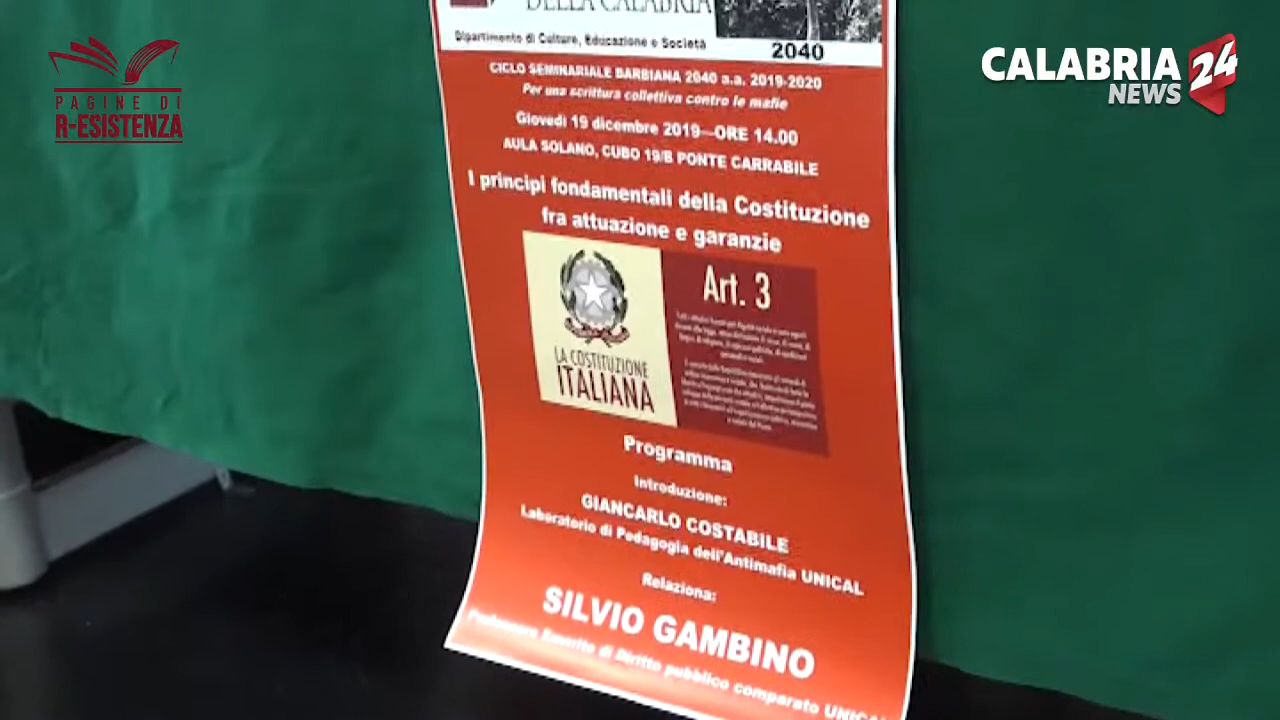 PAGINE DI
R-ESISTENZA
CALABRIA
NEWS
24
DELLA CALABRIA
Dipartimento di Culture, Educazione e Società
2040
CICLO SEMINARIALE BARBIANA 2040 a.a. 2019-2020
Per una scrittura collettiva contro le mafie
Giovedì 19 dicembre 2019—ORE 14.00
AULA SOLANO, CUBO 19/B PONTE CARRABILE
I principi fondamentali della Costituzione
fra attuazione e garanzie
LA COSTITUZIONE
ITALIANA
Art. 3
Programma
Introduzione:
GIANCARLO COSTABILE
Laboratorio di Pedagogia dell'Antimafia UNICAL
Relaziona:
SILVIO GAMBINO
Professore Emerito di Diritto pubblico comparato UNICAL